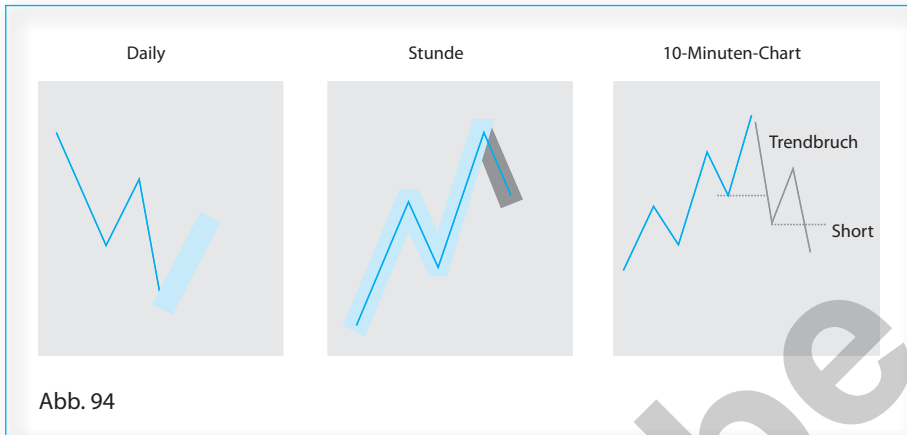 Daily
Stunde
10-Minuten-Chart
Trendbruch
Short
Abb. 94